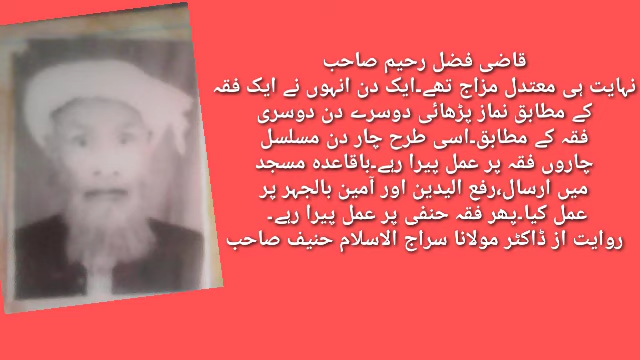 قاضی فضل رحیم صاحب
نہایت ہی معتدل مزاج تھے۔ایک دن انہوں نے ایک فقہ
کے مطابق نماز پڑھائی دوسرے دن دوسری
فقہ کے مطابق۔اسی طرح چار دن مسلسل
چاروں فقہ پر عمل پیرا رہے۔باقاعدہ مسجد
میں ارسال،رفع الیدین اور آمین بالجہر پر
عمل کیا۔پھر فقہ حنفی پر عمل پیرا رہے۔
روایت از ڈاکٹر مولانا سراج الاسلام حنیف صاحب